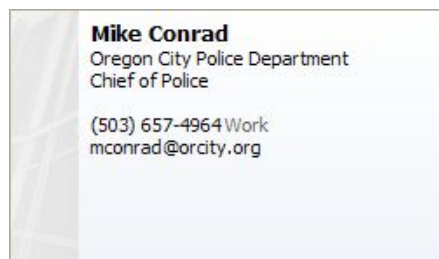 Mike Conrad
Oregon City Police Department
Chief of Police
(503) 657-4964 Work
mconrad@orcity.org